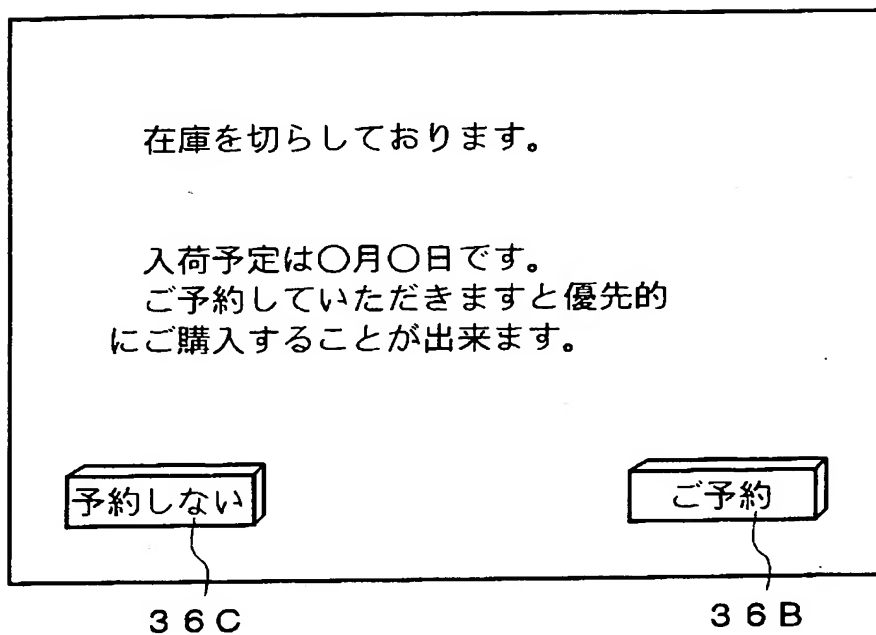 在庫を切らしております。
入荷予定は○月○日です。
ご予約していただきますと優先的
にご購入することが出来ます。
予約しない
ご予約
36C
36B